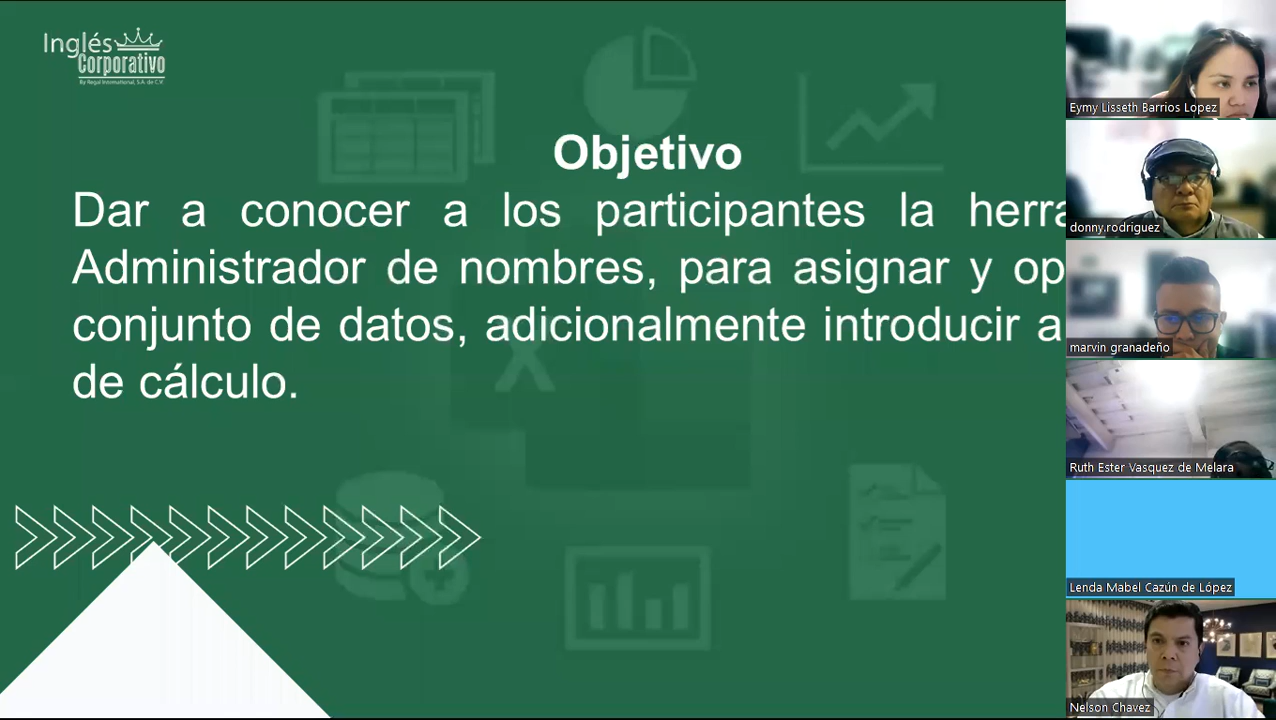 Inglés
Corporativo
By Regal International, S.A. de C.V.
Objetivo
Dar a conocer a los participantes la
Administrador de nombres, para asignar y
conjunto de datos, adicionalmente introducir
de cálculo.
Eymy Lisseth Barrios Lopez
donny.rodriguez
marvin granadeño
Ruth Ester Vasquez de Melara
Lenda Mabel Cazún de López
Nelson Chavez